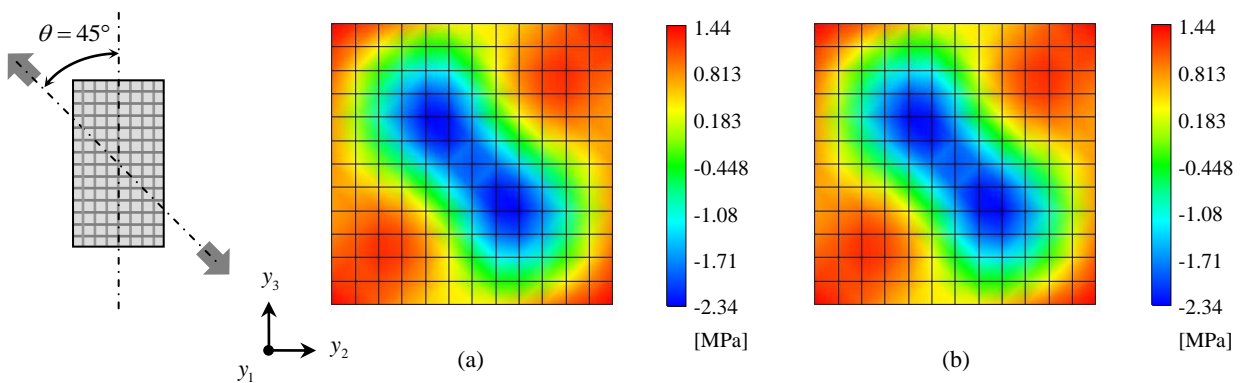 θ = 45°
y3
y2
y1
1.44
0.813
0.183
-0.448
-1.08
-1.71
-2.34
[MPa]
(a)
1.44
0.813
0.183
-0.448
-1.08
-1.71
-2.34
[MPa]
(b)